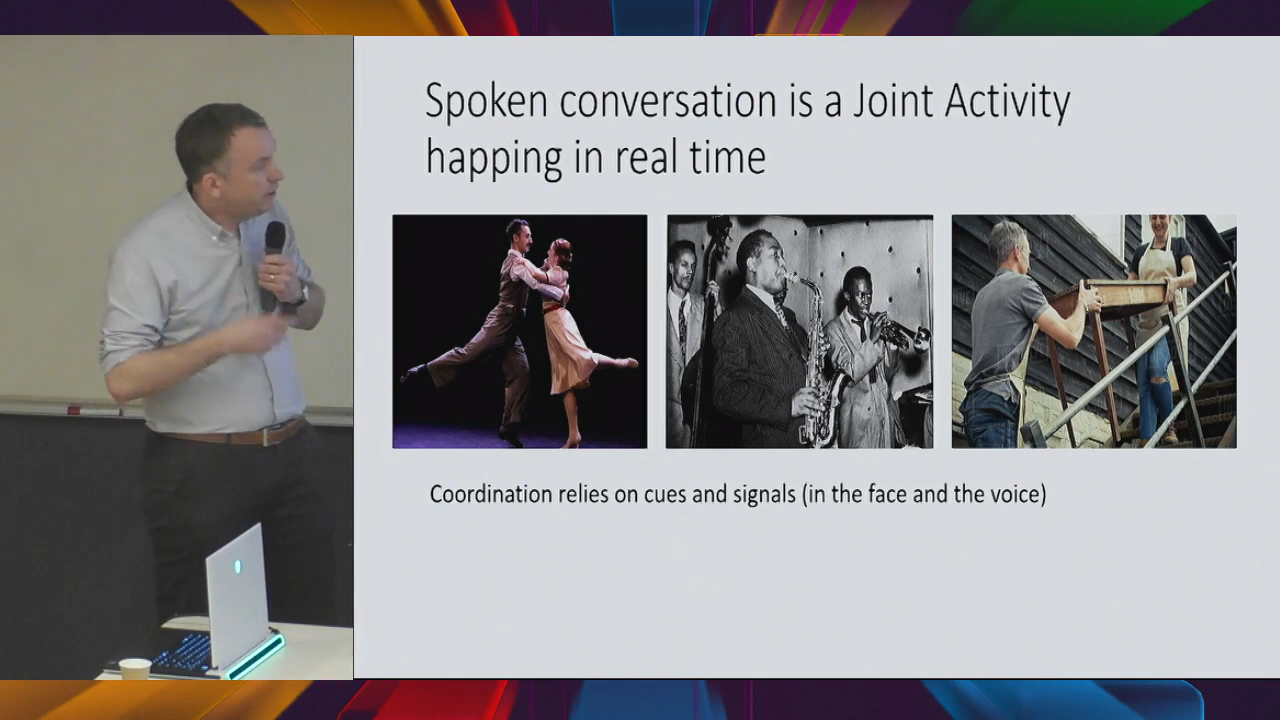 Spoken conversation is a Joint Activity
happing in real time
Coordination relies on cues and signals (in the face and the voice)